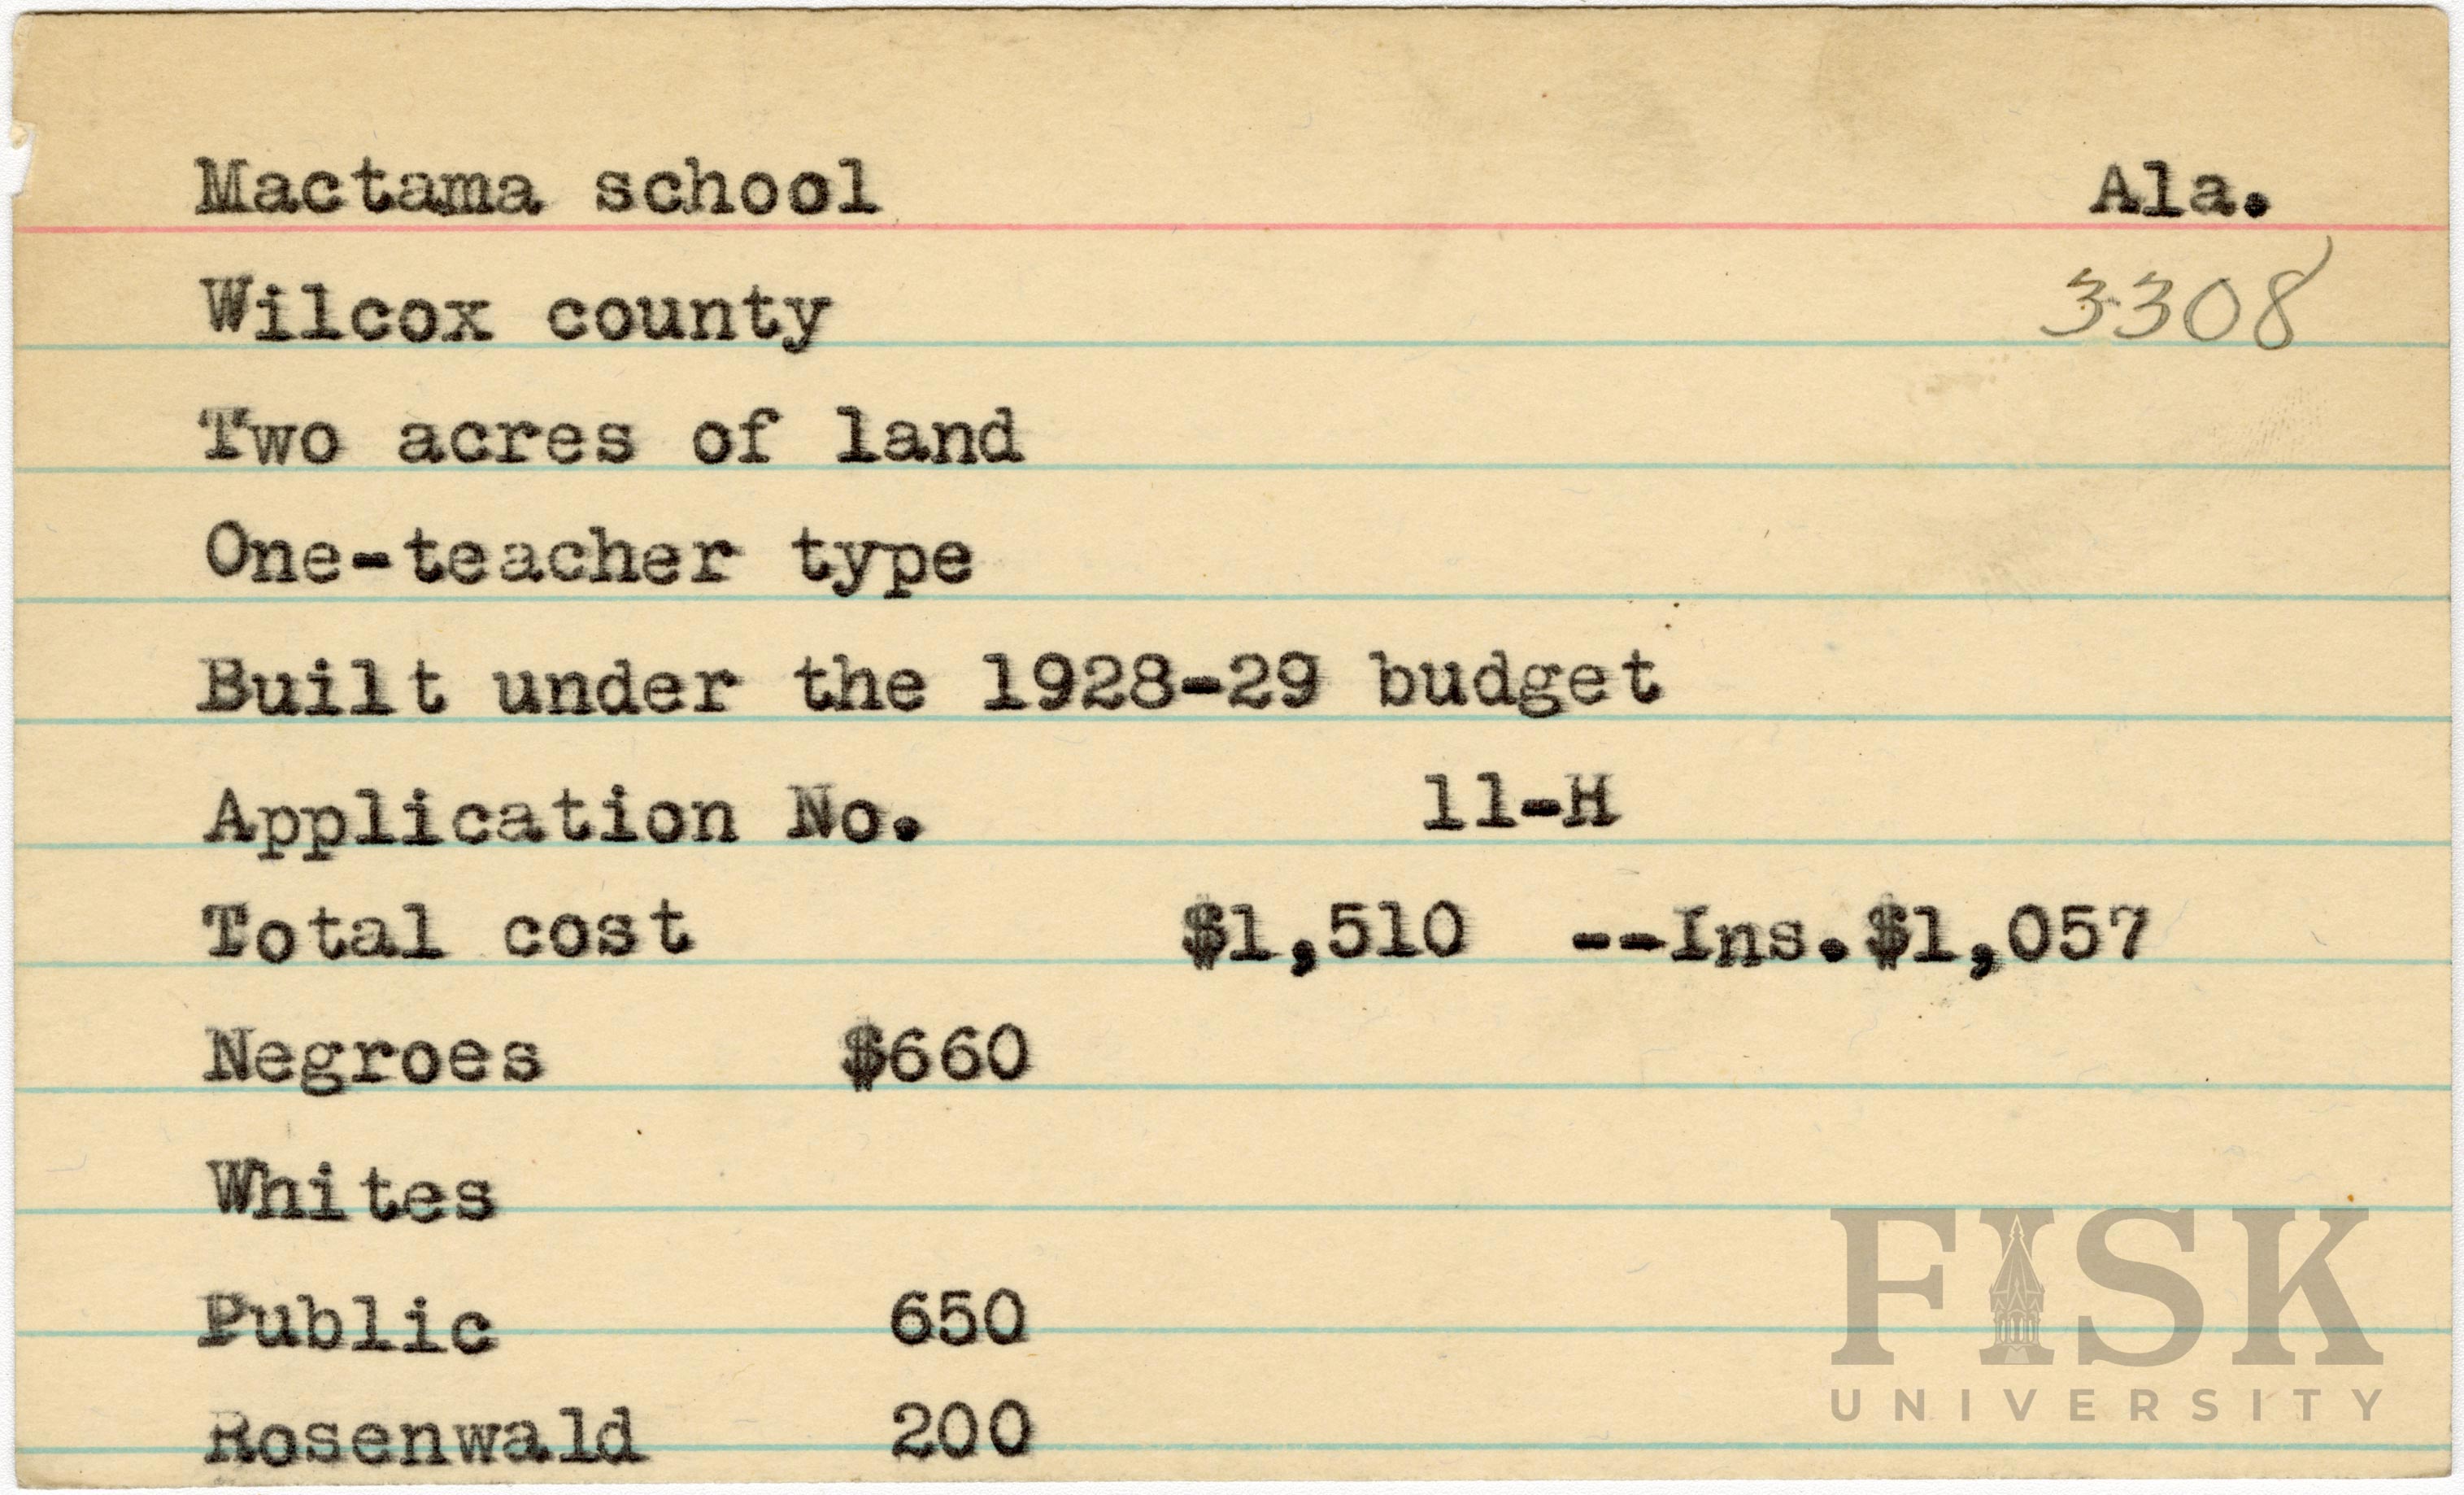 Mactama school Ala.
Wilcox county 3308
Two acres of land
One-teacher type
Built under the 1928-29 budget
Application No. 11-H
Total cost $1,510 --Ins.$1,057
Negroes $660
Whites
Public 650
Rosenwald 200
FISK
UNIVERSITY